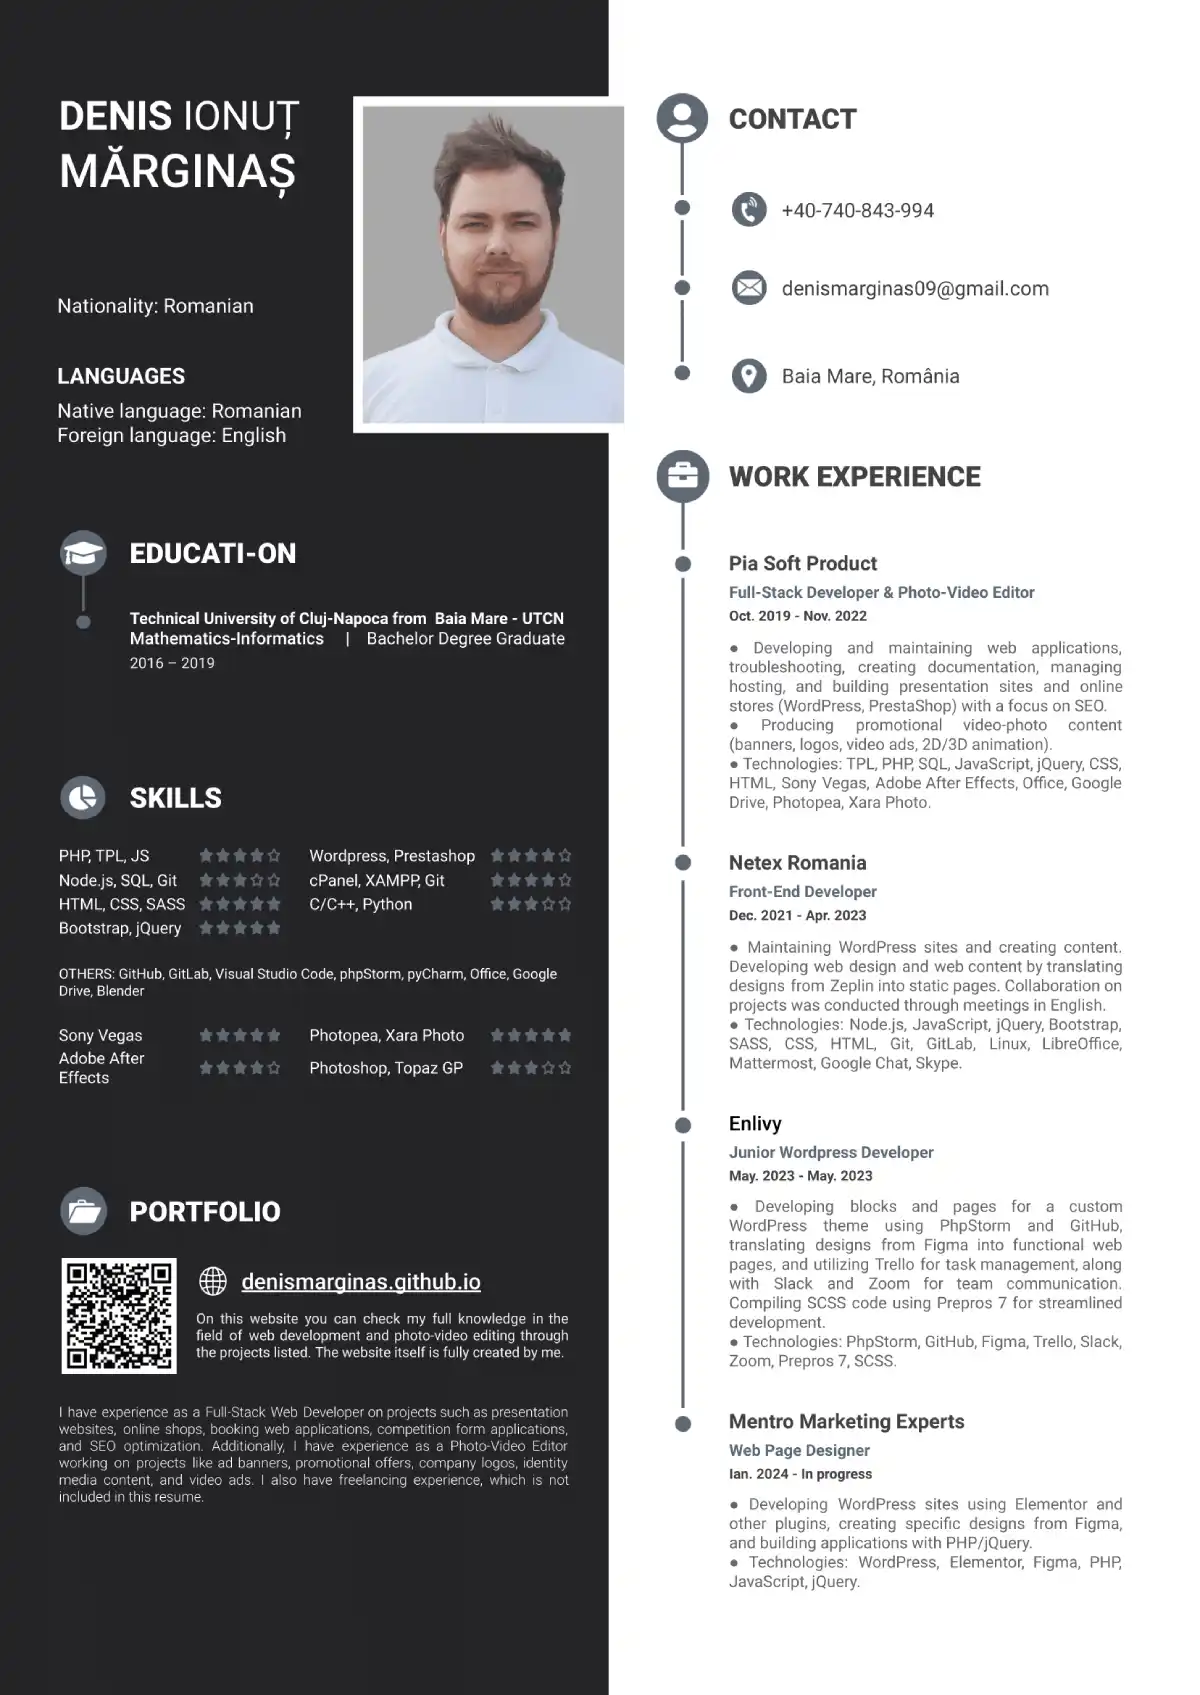 DENIS IONUȚ
MĂRGINAȘ
Nationality: Romanian
LANGUAGES
Native language: Romanian
Foreign language: English
EDUCATI-ON
Technical University of Cluj-Napoca from Baia Mare - UTCN
Mathematics-Informatics | Bachelor Degree Graduate
2016 – 2019
SKILLS
PHP, TPL, JS
Wordpress, Prestashop
Node.js, SQL, Git
cPanel, XAMPP, Git
HTML, CSS, SASS
C/C++, Python
Bootstrap, jQuery
OTHERS: GitHub, GitLab, Visual Studio Code, phpStorm, pyCharm, Office, Google
Drive, Blender
Sony Vegas
Photopea, Xara Photo
Adobe After
Effects
Photoshop, Topaz GP
PORTFOLIO
denismarginas.github.io
On this website you can check my full knowledge in the
field of web development and photo-video editing through
the projects listed. The website itself is fully created by me.
I have experience as a Full-Stack Web Developer on projects such as presentation
websites, online shops, booking web applications, competition form applications,
and SEO optimization. Additionally, I have experience as a Photo-Video Editor
working on projects like ad banners, promotional offers, company logos, identity
media content, and video ads. I also have freelancing experience, which is not
included in this resume.
CONTACT
+40-740-843-994
denismarginas09@gmail.com
Baia Mare, România
WORK EXPERIENCE
Pia Soft Product
Full-Stack Developer & Photo-Video Editor
Oct. 2019 - Nov. 2022
● Developing and maintaining web applications,
troubleshooting, creating documentation, managing
hosting, and building presentation sites and online
stores (WordPress, PrestaShop) with a focus on SEO.
● Producing promotional video-photo content
(banners, logos, video ads, 2D/3D animation).
● Technologies: TPL, PHP, SQL, JavaScript, jQuery, CSS,
HTML, Sony Vegas, Adobe After Effects, Office, Google
Drive, Photopea, Xara Photo.
Netex Romania
Front-End Developer
Dec. 2021 - Apr. 2023
● Maintaining WordPress sites and creating content.
Developing web design and web content by translating
designs from Zeplin into static pages. Collaboration on
projects was conducted through meetings in English.
● Technologies: Node.js, JavaScript, jQuery, Bootstrap,
SASS, CSS, HTML, Git, GitLab, Linux, LibreOffice,
Mattermost, Google Chat, Skype.
Enlivy
Junior Wordpress Developer
May. 2023 - May. 2023
● Developing blocks and pages for a custom
WordPress theme using PhpStorm and GitHub,
translating designs from Figma into functional web
pages, and utilizing Trello for task management, along
with Slack and Zoom for team communication.
Compiling SCSS code using Prepros 7 for streamlined
development.
● Technologies: PhpStorm, GitHub, Figma, Trello, Slack,
Zoom, Prepros 7, SCSS.
Mentro Marketing Experts
Web Page Designer
Ian. 2024 - In progress
● Developing WordPress sites using Elementor and
other plugins, creating specific designs from Figma,
and building applications with PHP/jQuery.
● Technologies: WordPress, Elementor, Figma, PHP,
JavaScript, jQuery.